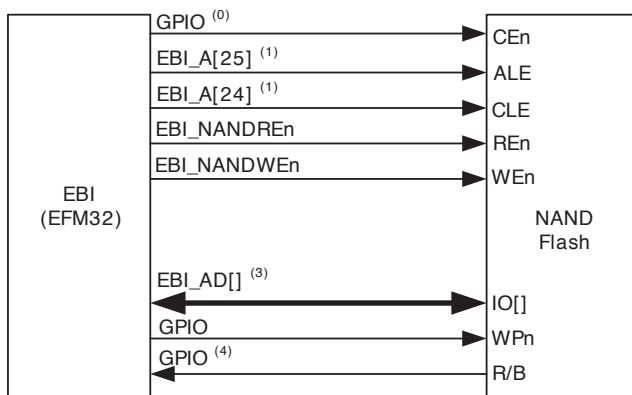 GPIO (0)
CEn
EBI_A[25] (1)
ALE
EBI_A[24] (1)
CLE
EBI_NANDREn
REn
EBI_NANDWEn
WEn
EBI
(EFM32)
NAND
Flash
EBI_AD[] (3)
IO[]
GPIO
WPn
GPIO (4)
R/B